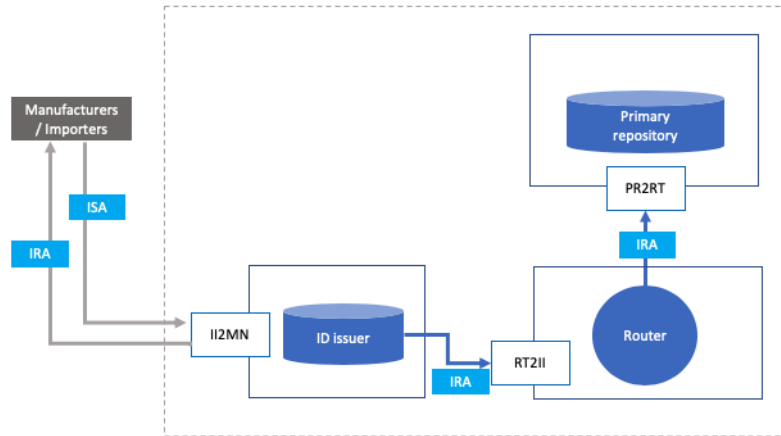 Manufacturers
/ Importers
ISA
IRA
Primary
repository
PR2RT
IRA
II2MN
ID issuer
IRA
RT2II
Router